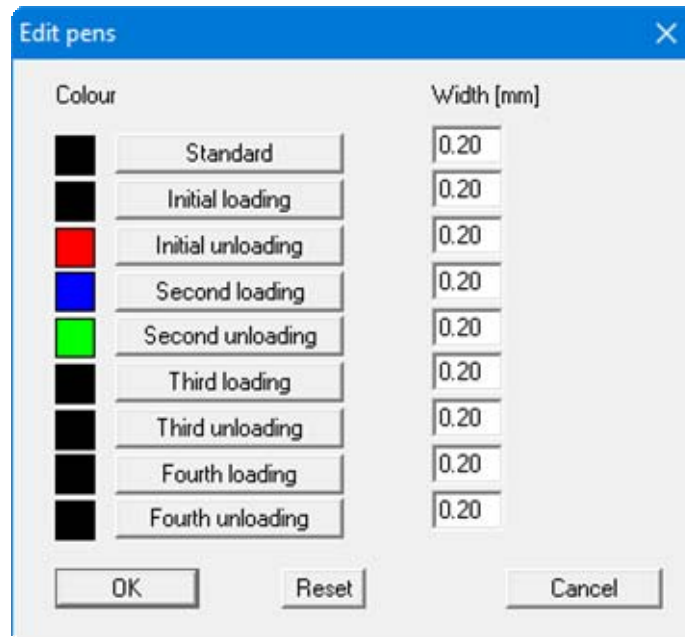 Edit pens
Colour Width [mm]
Standard 0.20
Initial loading 0.20
Initial unloading 0.20
Second loading 0.20
Second unloading 0.20
Third loading 0.20
Third unloading 0.20
Fourth loading 0.20
Fourth unloading 0.20
OK Reset Cancel